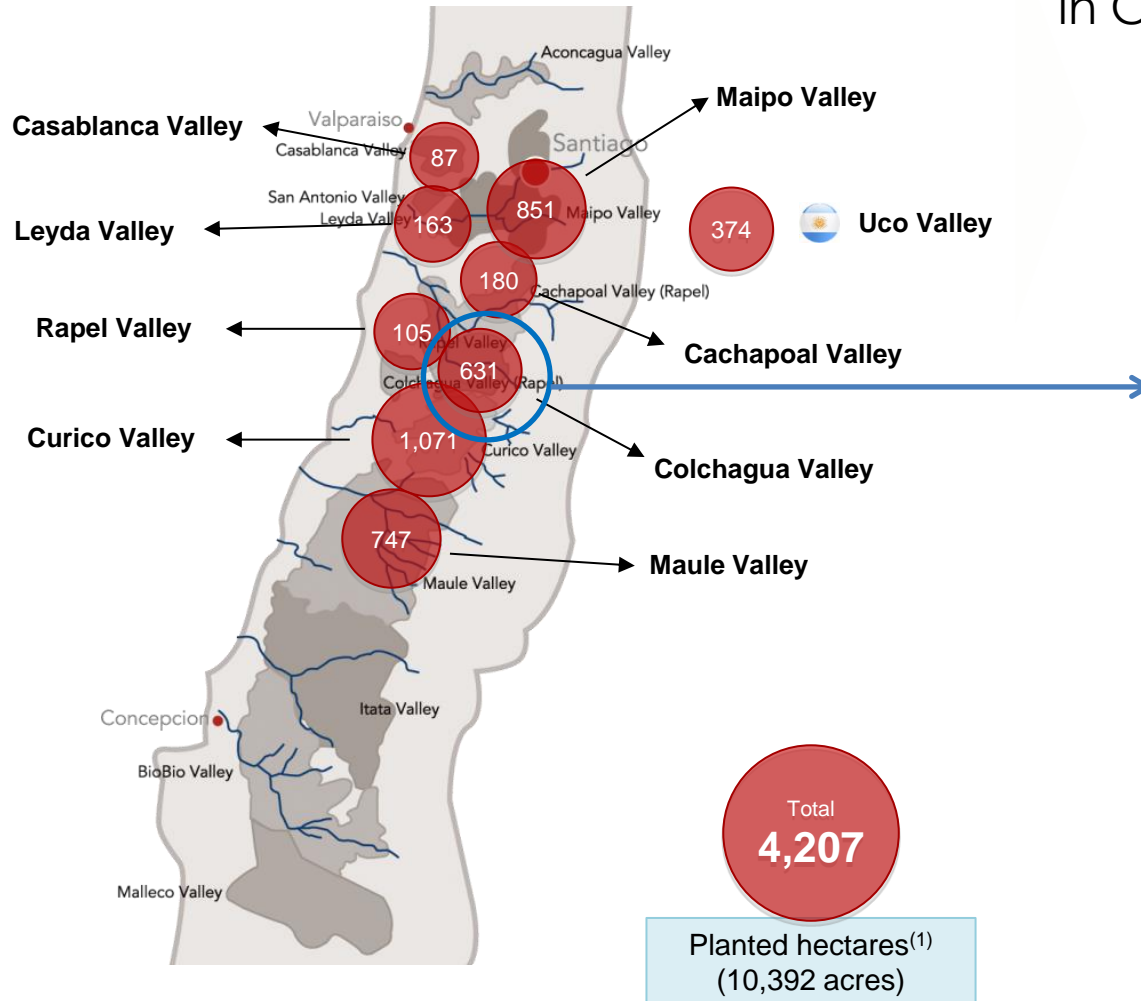 in C
Aconcagua Valley
Maipo Valley
Valparaiso
Casablanca Valley
Santiago
Casablanca Valley
87
San Antonio Valley
851
Maipo Valley
Leyda Valley
163
Leyda Valley
374
Uco Valley
180
Cachapoal Valley (Rapel)
Rapel Valley
105
Rapel Valley
Cachapoal Valley
631
Colchagua Valley (Rapel)
Curico Valley
1,071
Curico Valley
Colchagua Valley
747
Maule Valley
Maule Valley
Itata Valley
Concepcion
BioBio Valley
Total
4,207
Malleco Valley
Planted hectares(1)
(10,392 acres)